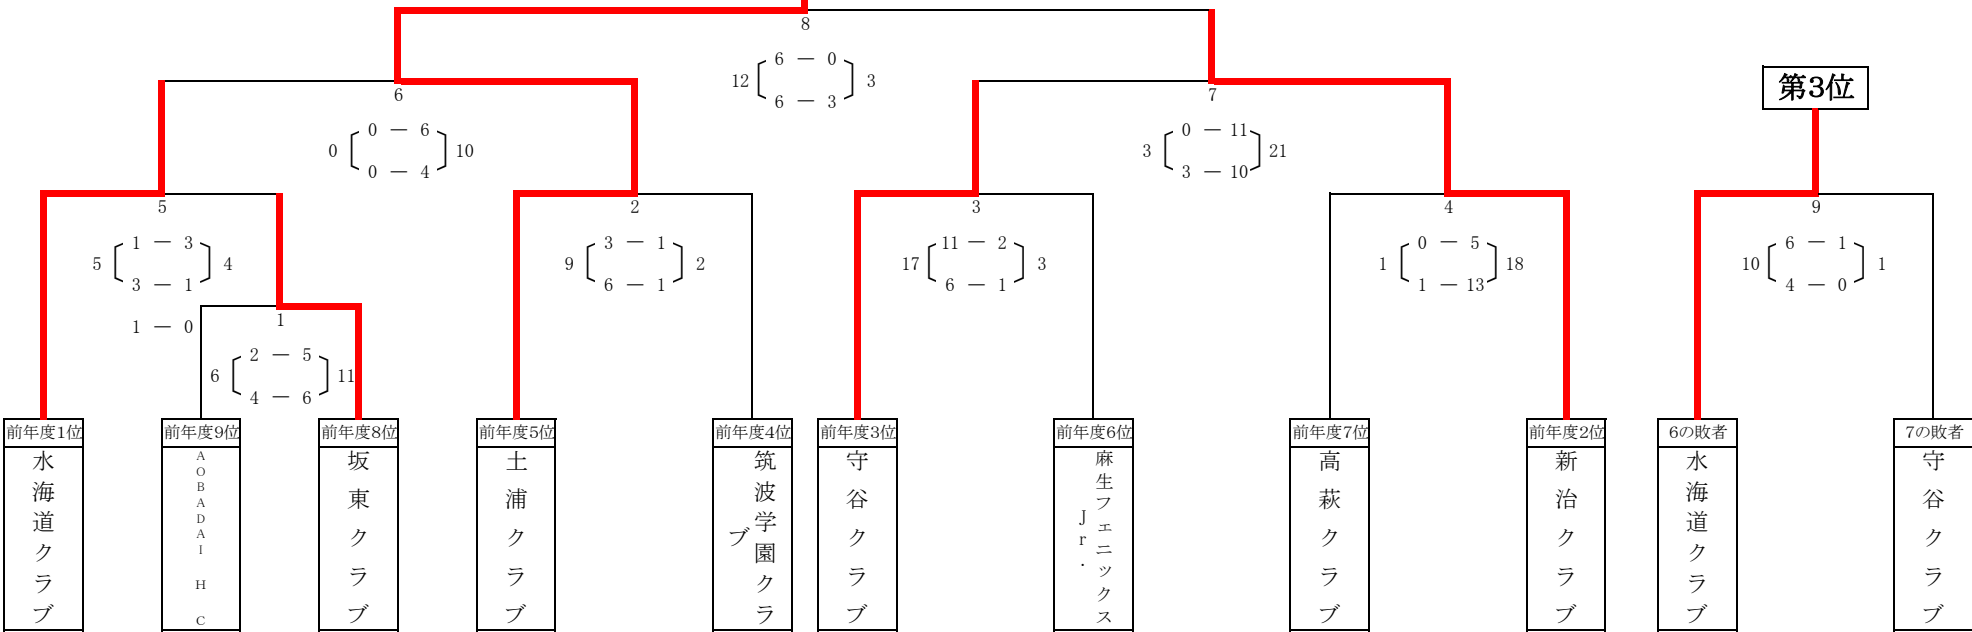 8
6 － 0
12 3
6 － 3
第3位
6
7
0 － 6
0 10
0 － 4
0 － 11
3 21
3 － 10
5
2
3
4
9
1 － 3
5 4
3 － 1
1 － 0
3 － 1
9 2
6 － 1
11 － 2
17 3
6 － 1
0 － 5
1 18
1 － 13
6 － 1
10 1
4 － 0
1
2 － 5
6 11
4 － 6
前年度1位
水海道クラブ
前年度9位
AOBADAI H C
前年度8位
坂東クラブ
前年度5位
土浦クラブ
前年度4位
筑波学園クラ
ブ
前年度3位
守谷クラブ
前年度6位
麻生フェニックス
Jr.
前年度7位
高萩クラブ
前年度2位
新治クラブ
6の敗者
水海道クラブ
7の敗者
守谷クラブ